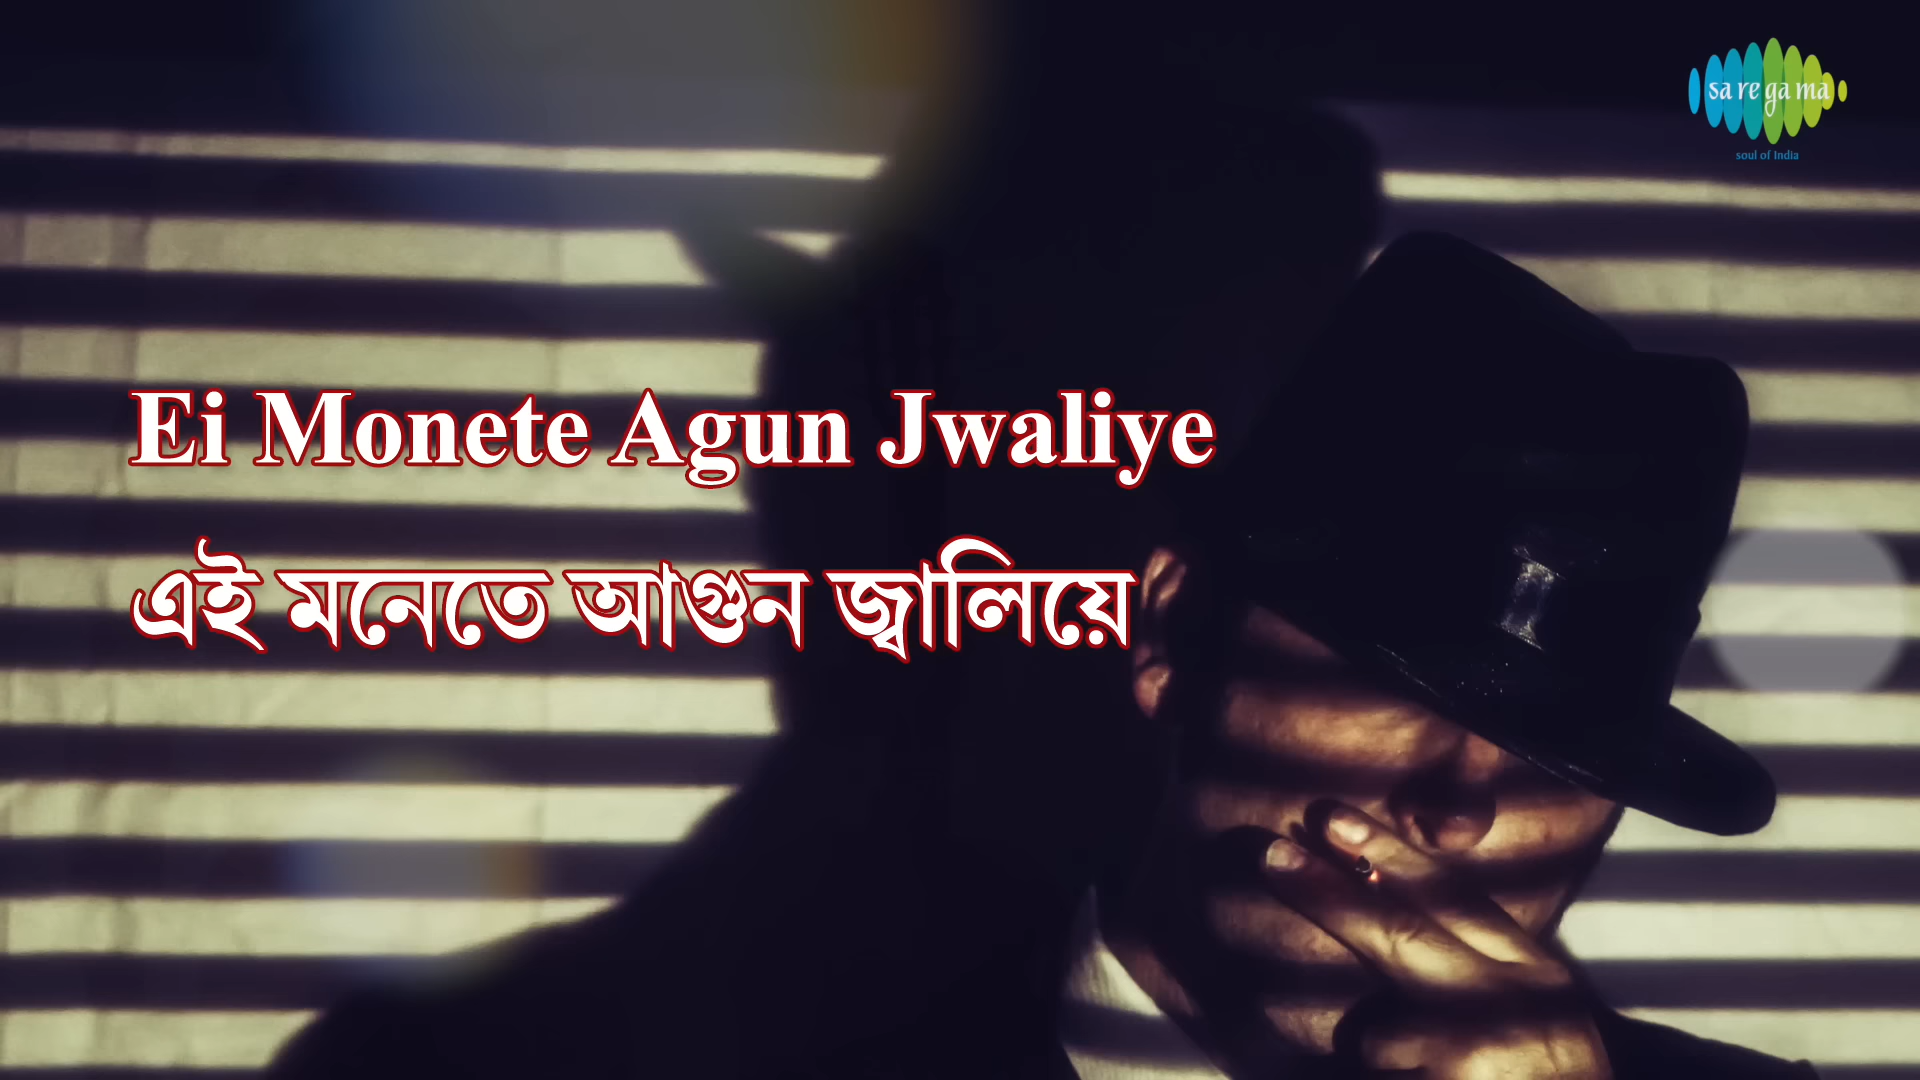 sa re ga ma
soul of India
Ei Monete Agun Jwaliye
এই মনেতে আগুন জ্বালিয়ে